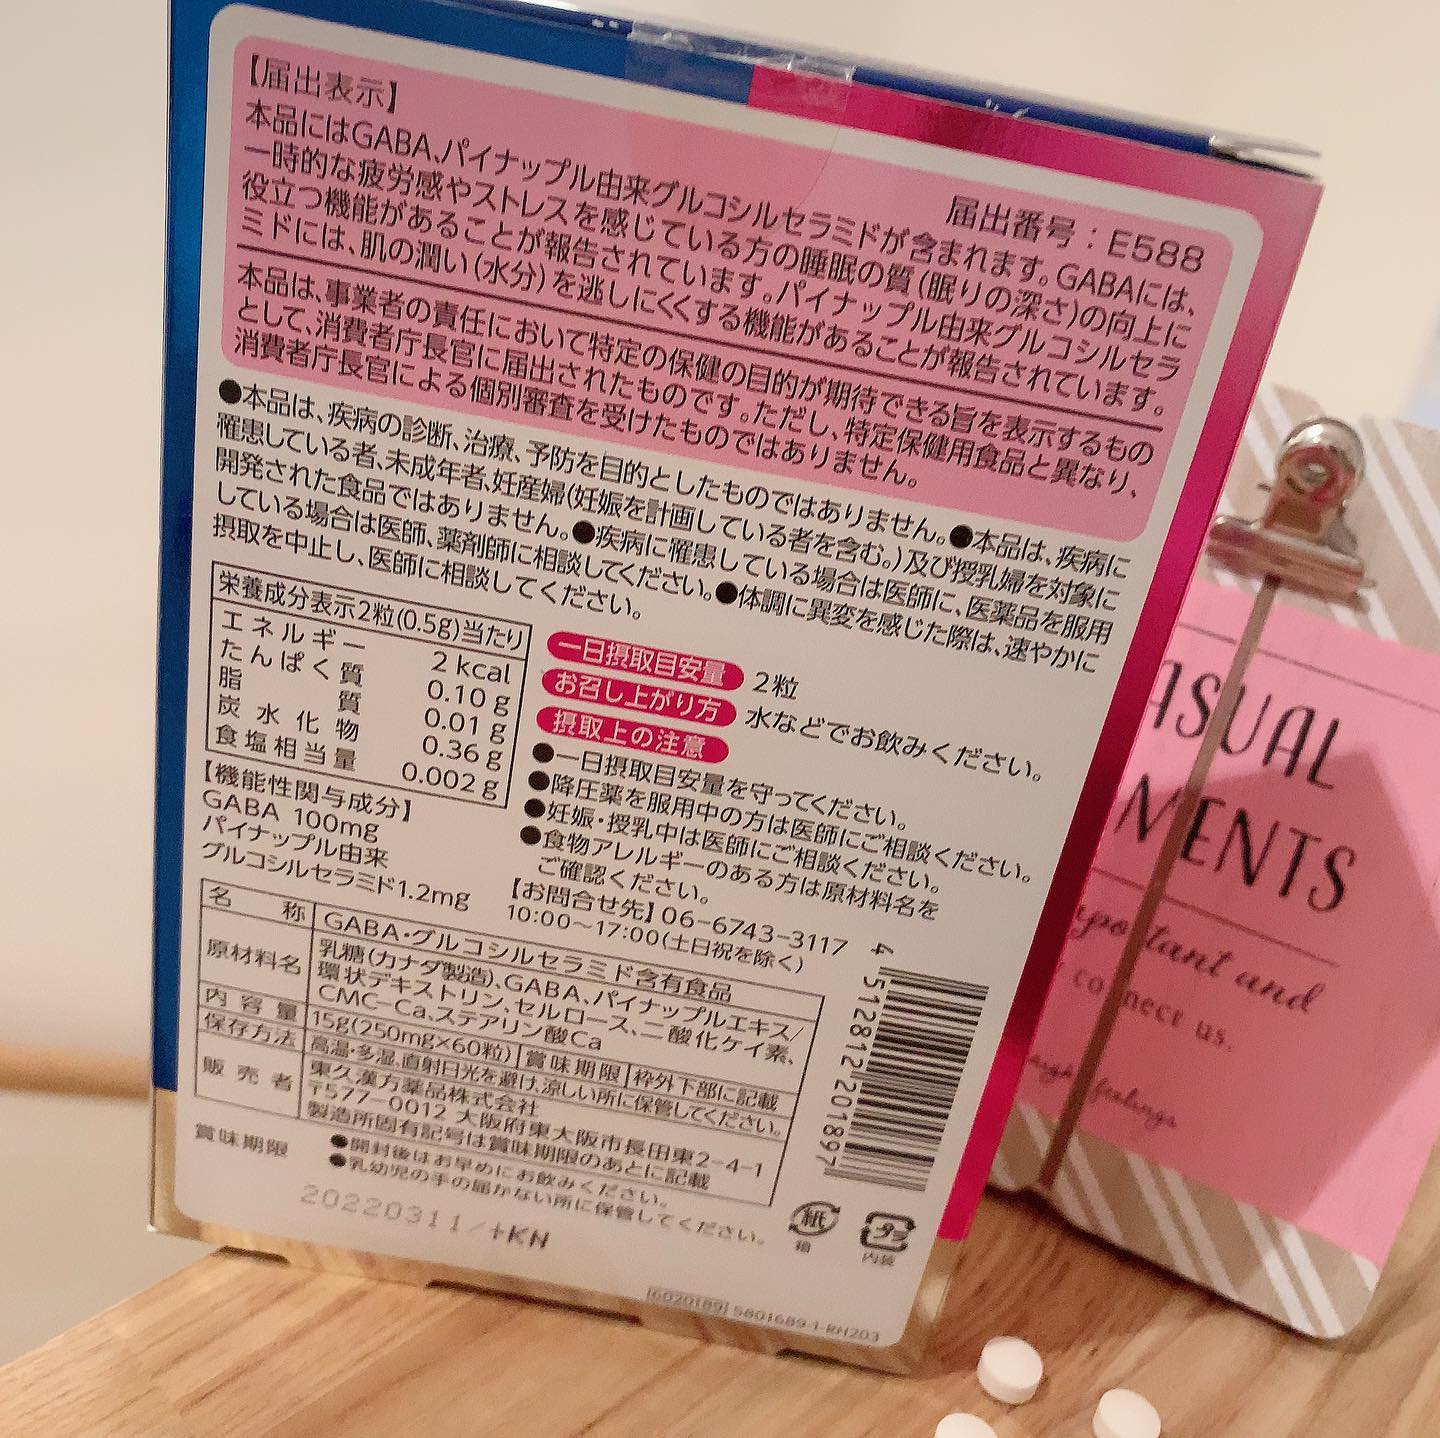 【届出表示】
届出番号：E588
本品にはGABA、パイナップル由来グルコシルセラミドが含まれます。GABAには、
一時的な疲労感やストレスを感じている方の睡眠の質(眠りの深さ)の向上に
役立つ機能があることが報告されています。パイナップル由来グルコシルセラ
ミドには、肌の潤い(水分)を逃しにくくする機能があることが報告されています。
本品は、事業者の責任において特定の保健の目的が期待できる旨を表示するもの
として、消費者庁長官に届出されたものです。ただし、特定保健用食品と異なり、
消費者庁長官による個別審査を受けたものではありません。
●本品は、疾病の診断、治療、予防を目的としたものではありません。●本品は、疾病に
罹患している者、未成年者、妊産婦(妊娠を計画している者を含む。)及び授乳婦を対象に
開発された食品ではありません。●疾病に罹患している場合は医師に、医薬品を服用
している場合は医師、薬剤師に相談してください。●体調に異変を感じた際は、速やかに
摂取を中止し、医師に相談してください。
栄養成分表示2粒(0.5g)当たり
エネルギー 2 kcal
たんぱく質 0.10 g
脂質 0.01 g
炭水化物 0.36 g
食塩相当量 0.002 g
【機能性関与成分】
GABA 100mg
パイナップル由来
グルコシルセラミド1.2mg
一日摂取目安量 2粒
お召し上がり方 水などでお飲みください。
摂取上の注意
●一日摂取目安量を守ってください。
●降圧薬を服用中の方は医師にご相談ください。
●妊娠・授乳中は医師にご相談ください。
●食物アレルギーのある方は原材料名を
ご確認ください。
【お問合せ先】06-6743-3117
10:00～17:00(土日祝を除く)
名称 GABA・グルコシルセラミド含有食品
原材料名 乳糖(カナダ製造)、GABA、パイナップルエキス/
環状デキストリン、セルロース、二酸化ケイ素、
CMC-Ca、ステアリン酸Ca
内容量 15g(250mg×60粒) 賞味期限 枠外下部に記載
保存方法 高温・多湿、直射日光を避け、涼しい所に保管してください。
販売者 東久漢方薬品株式会社
〒577-0012 大阪府東大阪市長田東2-4-1
製造所固有記号は賞味期限のあとに記載
賞味期限
●開封後はお早めにお飲みください。
●乳幼児の手の届かない所に保管してください。
20220311/+KN
4 512812 201897
紙
箱
プラ
内装
[6020189] 5801689-1-RH203
ASUAL
MENTS
and
connect us.